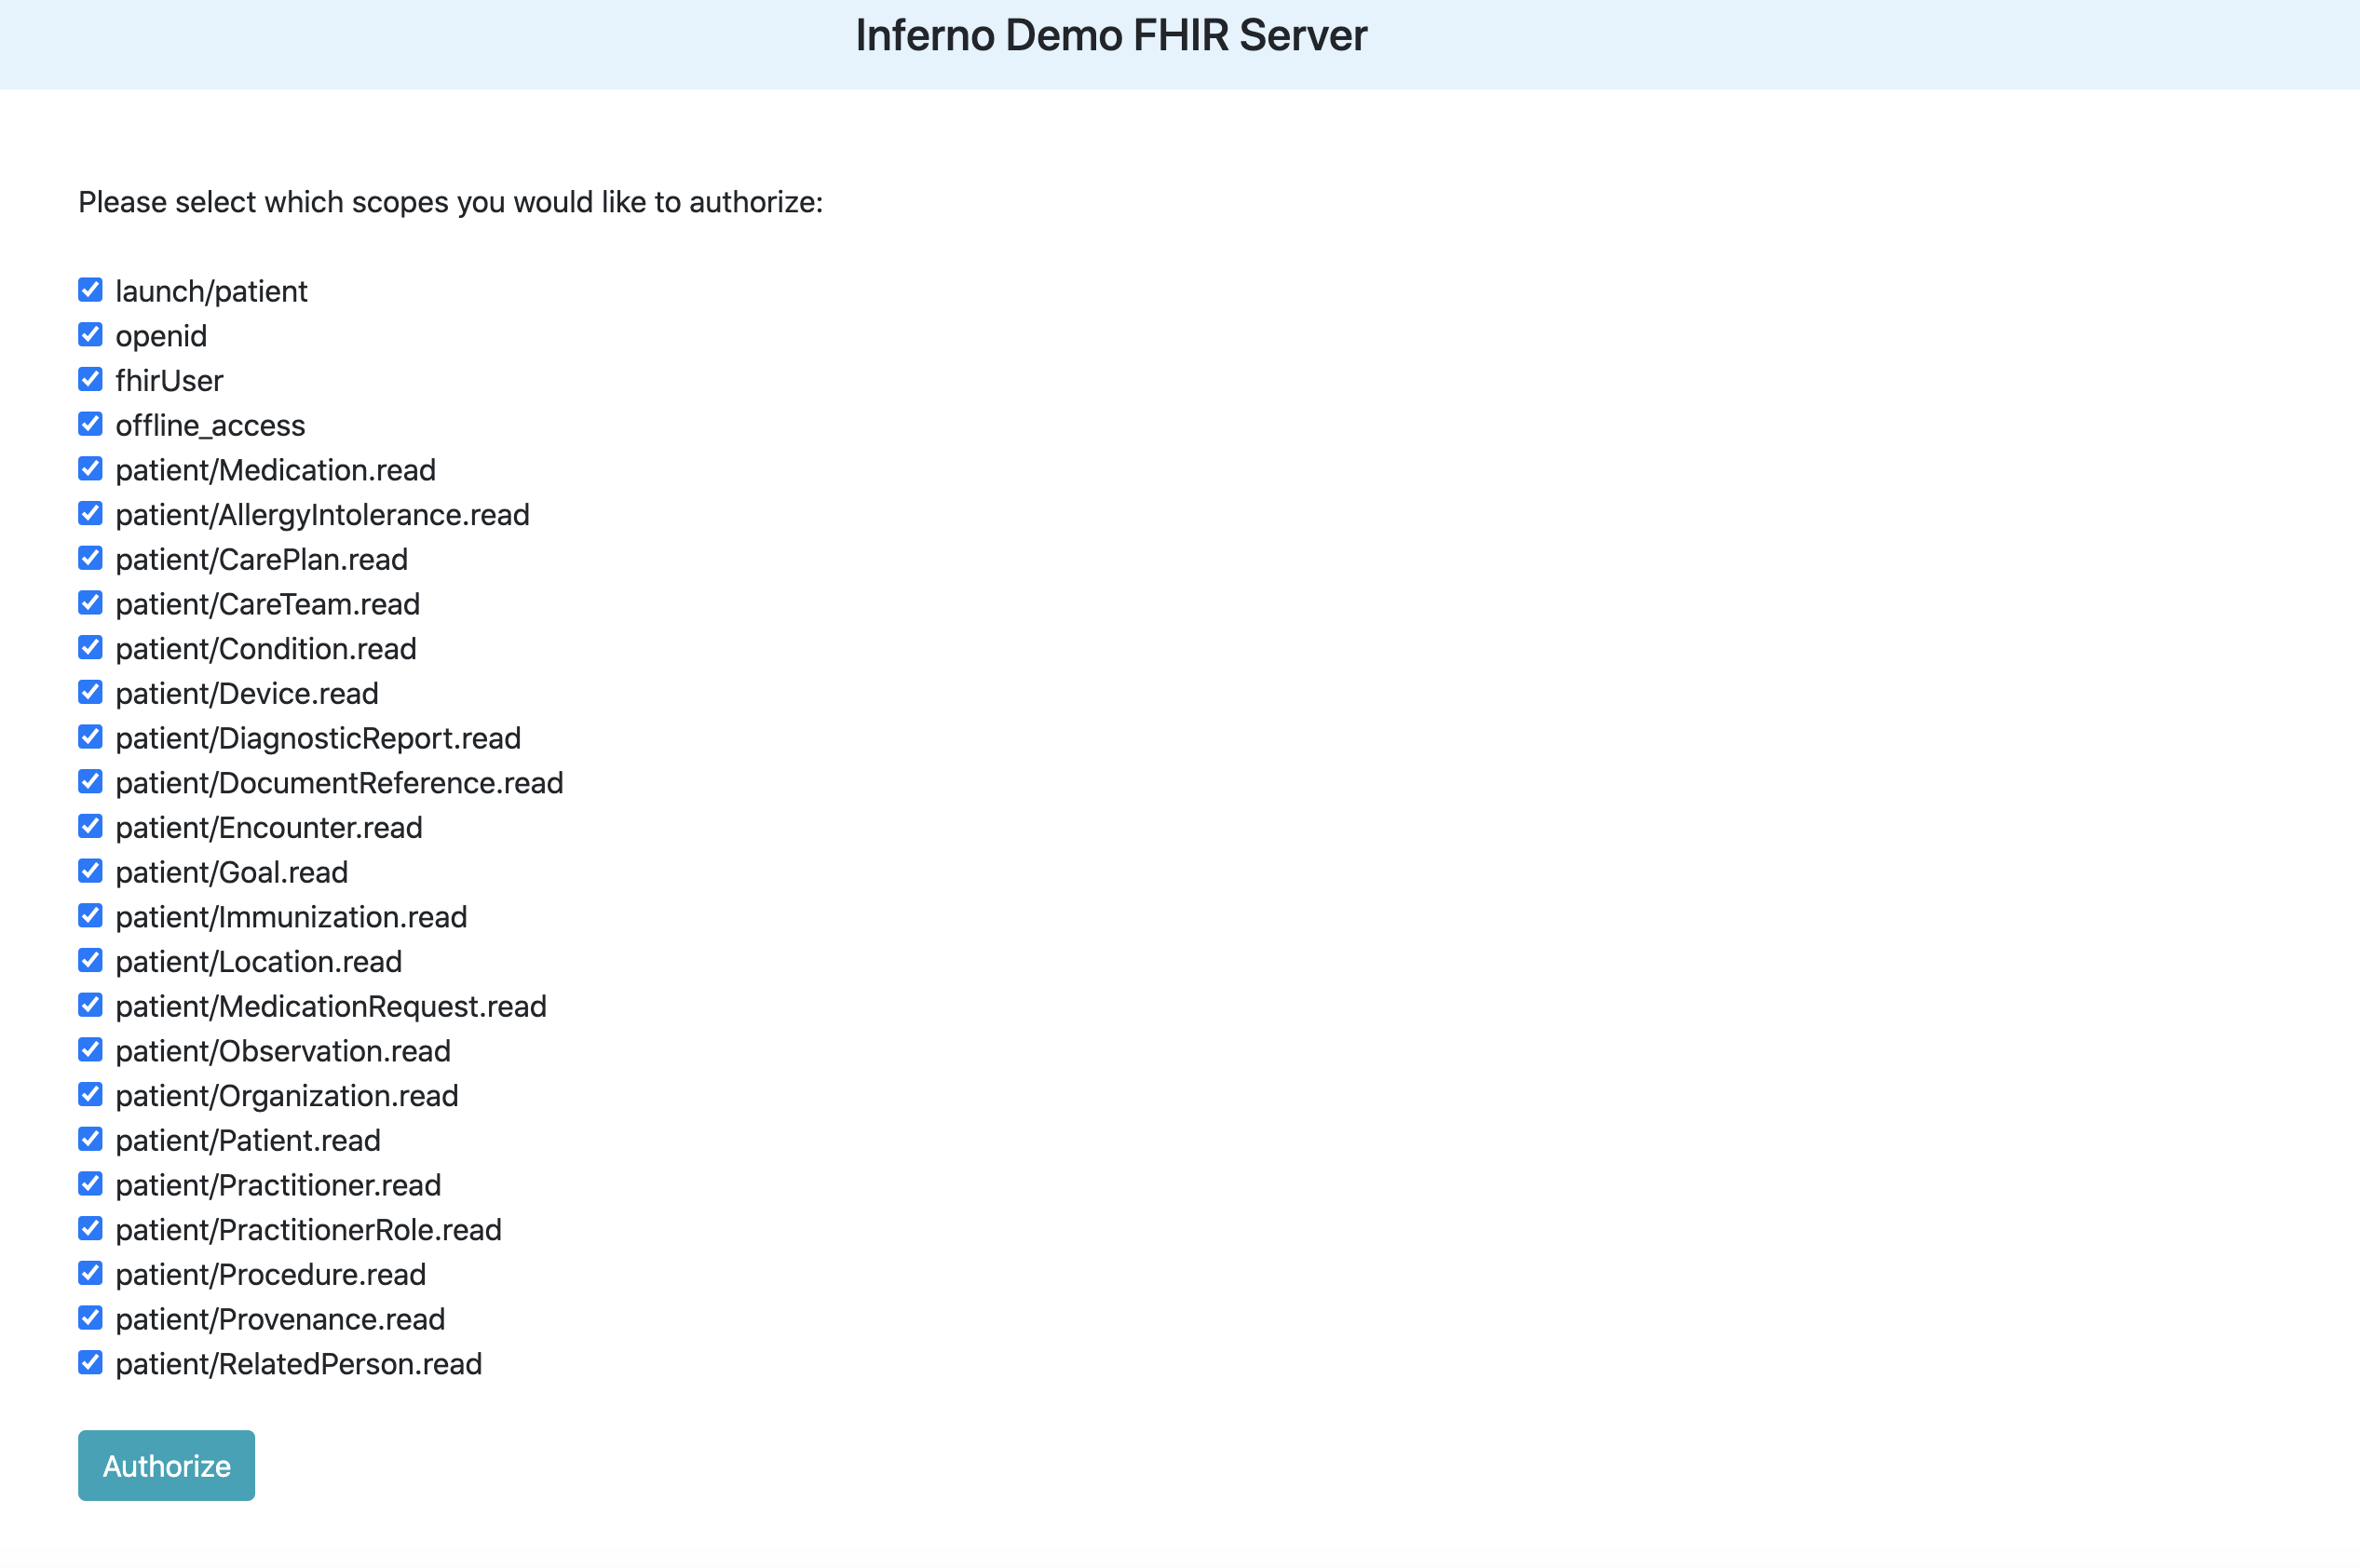 Inferno Demo FHIR Server
Please select which scopes you would like to authorize:
launch/patient
openid
fhirUser
offline_access
patient/Medication.read
patient/AllergyIntolerance.read
patient/CarePlan.read
patient/CareTeam.read
patient/Condition.read
patient/Device.read
patient/DiagnosticReport.read
patient/DocumentReference.read
patient/Encounter.read
patient/Goal.read
patient/Immunization.read
patient/Location.read
patient/MedicationRequest.read
patient/Observation.read
patient/Organization.read
patient/Patient.read
patient/Practitioner.read
patient/PractitionerRole.read
patient/Procedure.read
patient/Provenance.read
patient/RelatedPerson.read
Authorize